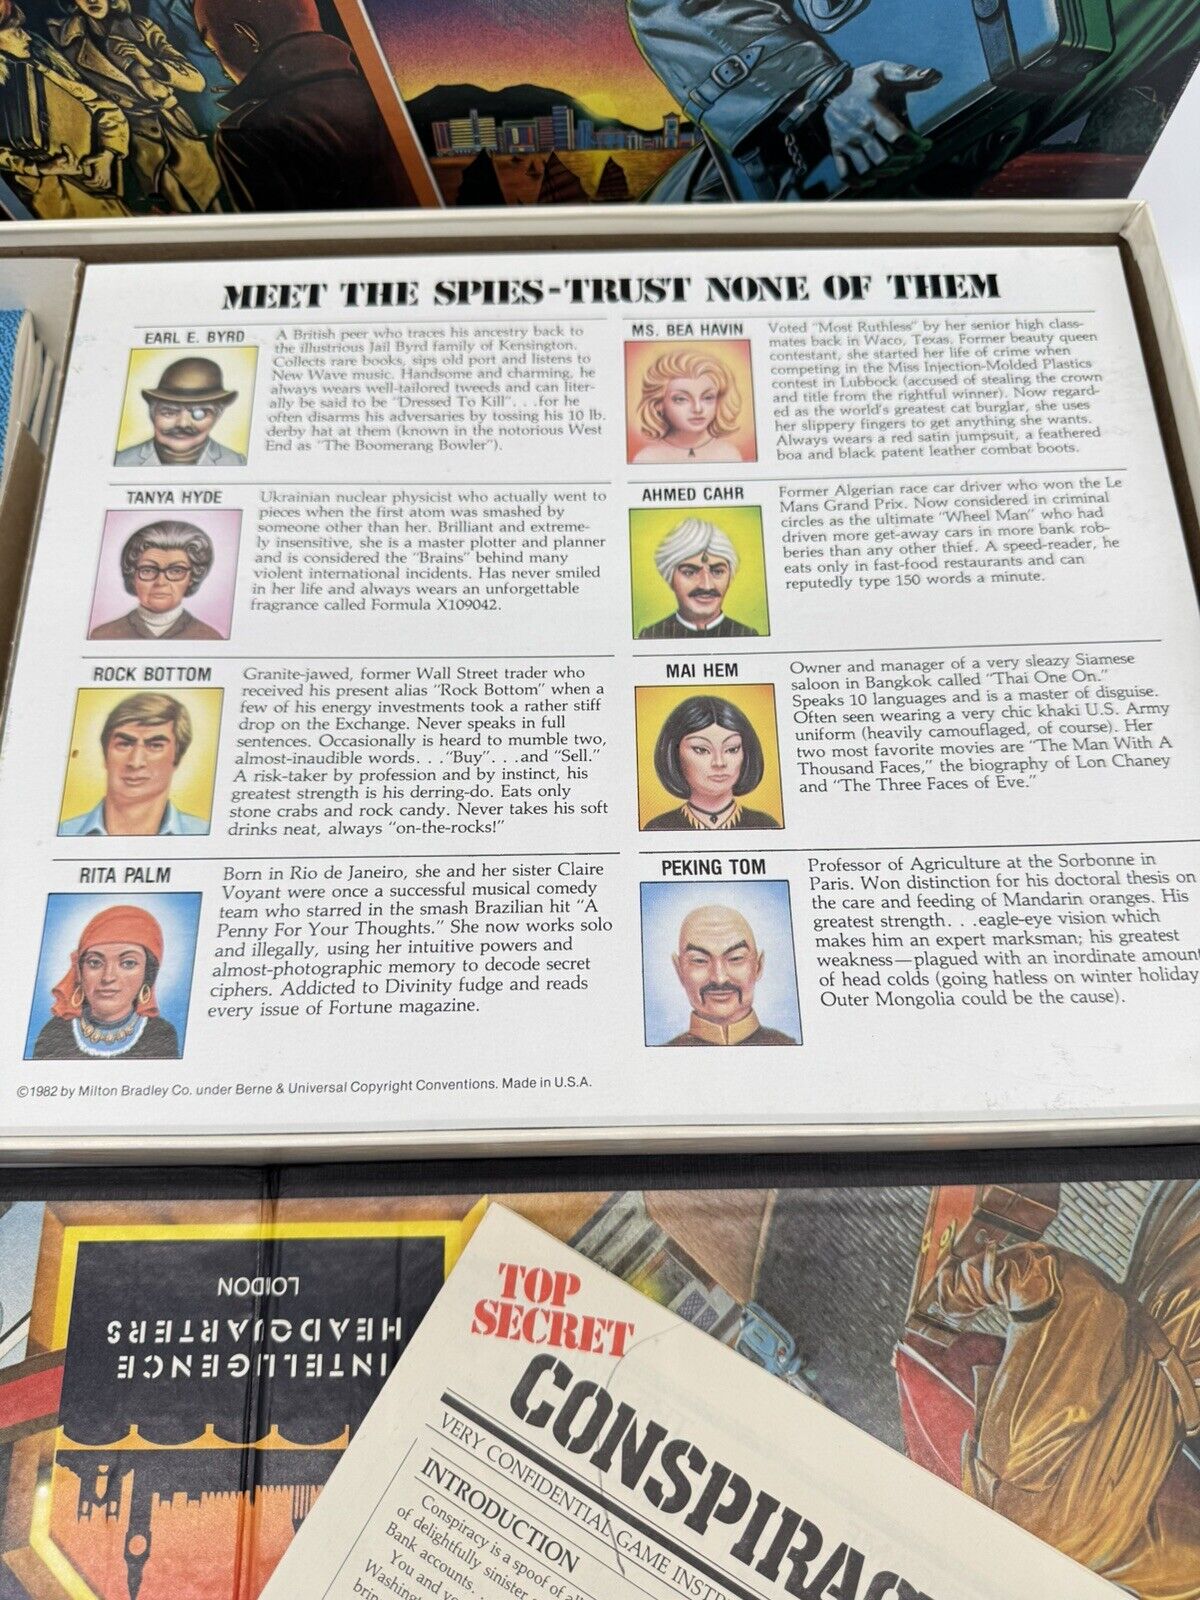 MEET THE SPIES-TRUST NONE OF THEM
EARL E. BYRD
A British peer who traces his ancestry back to
the illustrious Jail Byrd family of Kensington.
Collects rare books, sips old port and listens to
New Wave music. Handsome and charming, he
always wears well-tailored tweeds and can liter-
ally be said to be "Dressed To Kill". . .for he
often disarms his adversaries by tossing his 10 lb.
derby hat at them (known in the notorious West
End as "The Boomerang Bowler").
TANYA HYDE
Ukrainian nuclear physicist who actually went to
pieces when the first atom was smashed by
someone other than her. Brilliant and extreme-
ly insensitive, she is a master plotter and planner
and is considered the "Brains" behind many
violent international incidents. Has never smiled
in her life and always wears an unforgettable
fragrance called Formula X109042.
ROCK BOTTOM
Granite-jawed, former Wall Street trader who
received his present alias "Rock Bottom" when a
few of his energy investments took a rather stiff
drop on the Exchange. Never speaks in full
sentences. Occasionally is heard to mumble two,
almost-inaudible words. . ."Buy". . .and "Sell."
A risk-taker by profession and by instinct, his
greatest strength is his derring-do. Eats only
stone crabs and rock candy. Never takes his soft
drinks neat, always "on-the-rocks!"
RITA PALM
Born in Rio de Janeiro, she and her sister Claire
Voyant were once a successful musical comedy
team who starred in the smash Brazilian hit "A
Penny For Your Thoughts." She now works solo
and illegally, using her intuitive powers and
almost-photographic memory to decode secret
ciphers. Addicted to Divinity fudge and reads
every issue of Fortune magazine.
MS. BEA HAVIN
Voted "Most Ruthless" by her senior high class-
mates back in Waco, Texas. Former beauty queen
contestant, she started her life of crime when
competing in the Miss Injection-Molded Plastics
contest in Lubbock (accused of stealing the crown
and title from the rightful winner). Now regard-
ed as the world's greatest cat burglar, she uses
her slippery fingers to get anything she wants.
Always wears a red satin jumpsuit, a feathered
boa and black patent leather combat boots.
AHMED CAHR
Former Algerian race car driver who won the Le
Mans Grand Prix. Now considered in criminal
circles as the ultimate "Wheel Man" who had
driven more get-away cars in more bank rob-
beries than any other thief. A speed-reader, he
eats only in fast-food restaurants and can
reputedly type 150 words a minute.
MAI HEM
Owner and manager of a very sleazy Siamese
saloon in Bangkok called "Thai One On."
Speaks 10 languages and is a master of disguise.
Often seen wearing a very chic khaki U.S. Army
uniform (heavily camouflaged, of course). Her
two most favorite movies are "The Man With A
Thousand Faces," the biography of Lon Chaney
and "The Three Faces of Eve."
PEKING TOM
Professor of Agriculture at the Sorbonne in
Paris. Won distinction for his doctoral thesis on
the care and feeding of Mandarin oranges. His
greatest strength. . .eagle-eye vision which
makes him an expert marksman; his greatest
weakness—plagued with an inordinate amoun
of head colds (going hatless on winter holiday
Outer Mongolia could be the cause).
©1982 by Milton Bradley Co. under Berne & Universal Copyright Conventions. Made in U.S.A.
INTELLIGENCE
HEADQUARTERS
LONDON
TOP
SECRET
CONSPIRAC
VERY CONFIDENTIAL GAME INSTR
INTRODUCTION
Conspiracy is a spoof of all
of delightfully sinister
Bank accounts.
You and
Washing